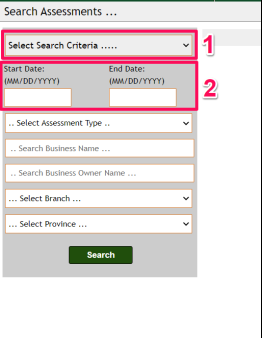 Search Assessments ...
Select Search Criteria .....
1
Start Date: End Date:
(MM/DD/YYYY) (MM/DD/YYYY)
2
.. Select Assessment Type ..
.. Search Business Name ...
.. Search Business Owner Name ...
... Select Branch ...
... Select Province ...
Search